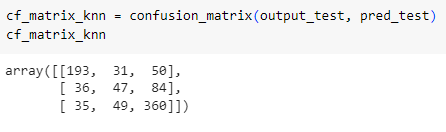 cf_matrix_knn = confusion_matrix(output_test, pred_test)
cf_matrix_knn
array([[193,  31,  50],
       [ 36,  47,  84],
       [ 35,  49, 360]])